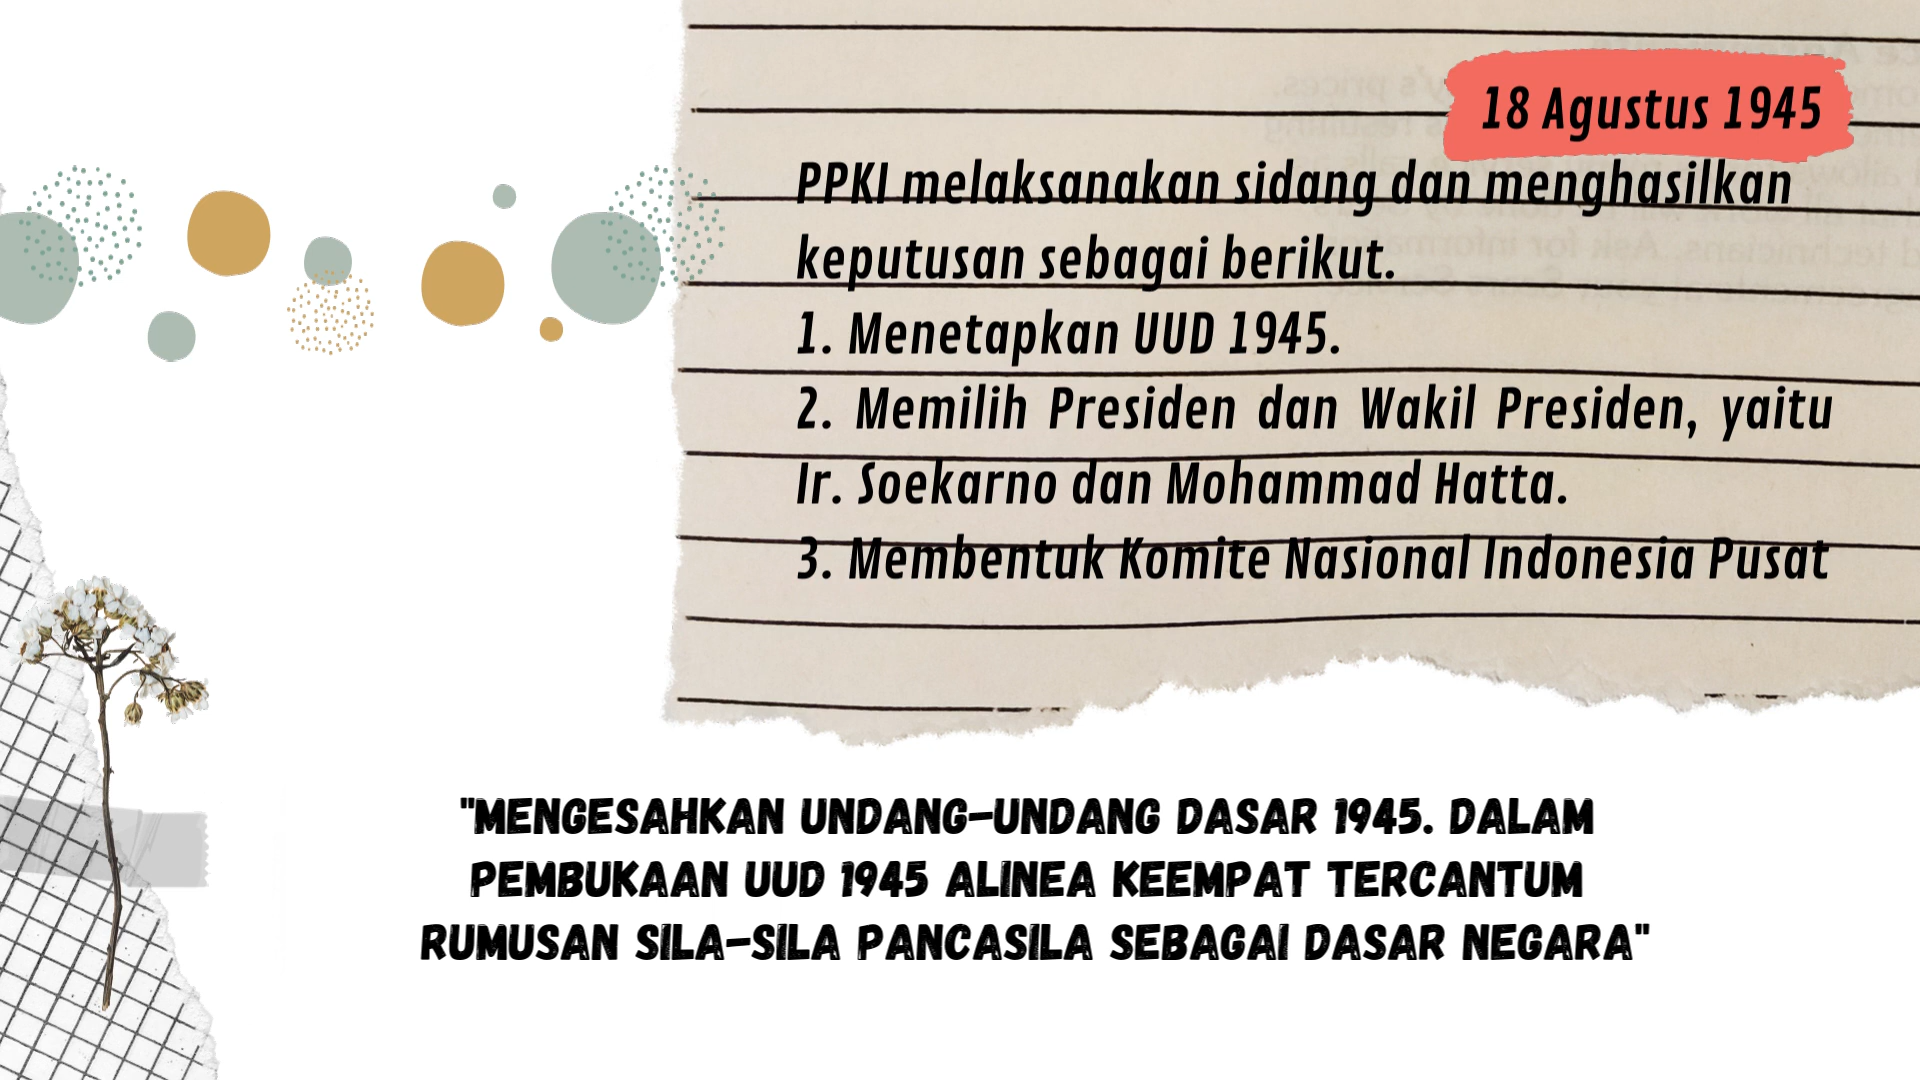 18 Agustus 1945
PPKI melaksanakan sidang dan menghasilkan
keputusan sebagai berikut.
1. Menetapkan UUD 1945.
2. Memilih Presiden dan Wakil Presiden, yaitu
Ir. Soekarno dan Mohammad Hatta.
3. Membentuk Komite Nasional Indonesia Pusat
"MENGESAHKAN UNDANG-UNDANG DASAR 1945. DALAM
PEMBUKAAN UUD 1945 ALINEA KEEMPAT TERCANTUM
RUMUSAN SILA-SILA PANCASILA SEBAGAI DASAR NEGARA"